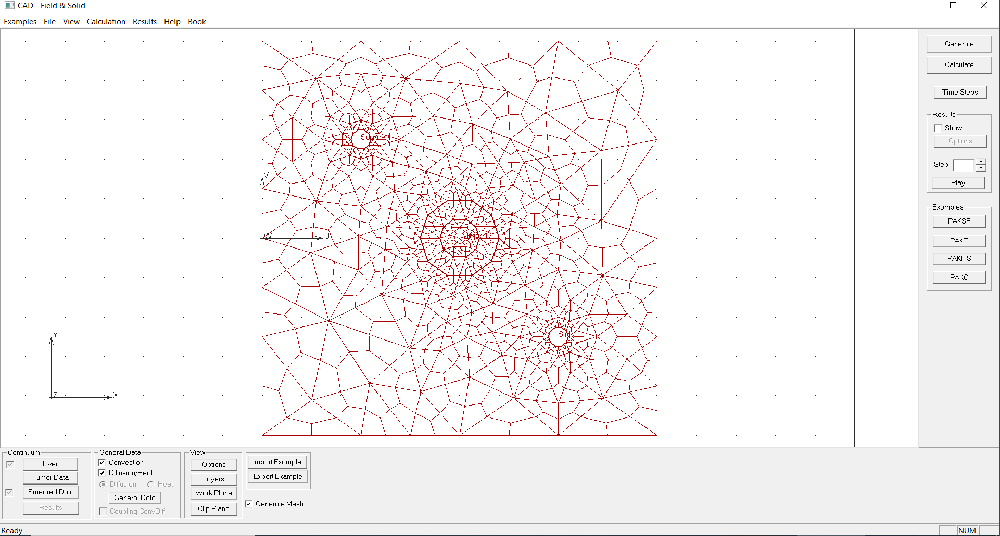 CAD - Field & Solid -
Examples File View Calculation Results Help Book
Generate
Calculate
Time Steps
Results
Show
Options
Step 1
Play
Examples
PAKSF
PAKT
PAKFIS
PAKC
Source 1
V
W U
Tumor 1
Sink
Y
Z X
Continuum
Liver
Tumor Data
Smeared Data
Results
General Data
Convection
Diffusion/Heat
Diffusion Heat
General Data
Coupling ConvDiff
View
Options
Layers
Work Plane
Clip Plane
Import Example
Export Example
Generate Mesh
Ready
NUM